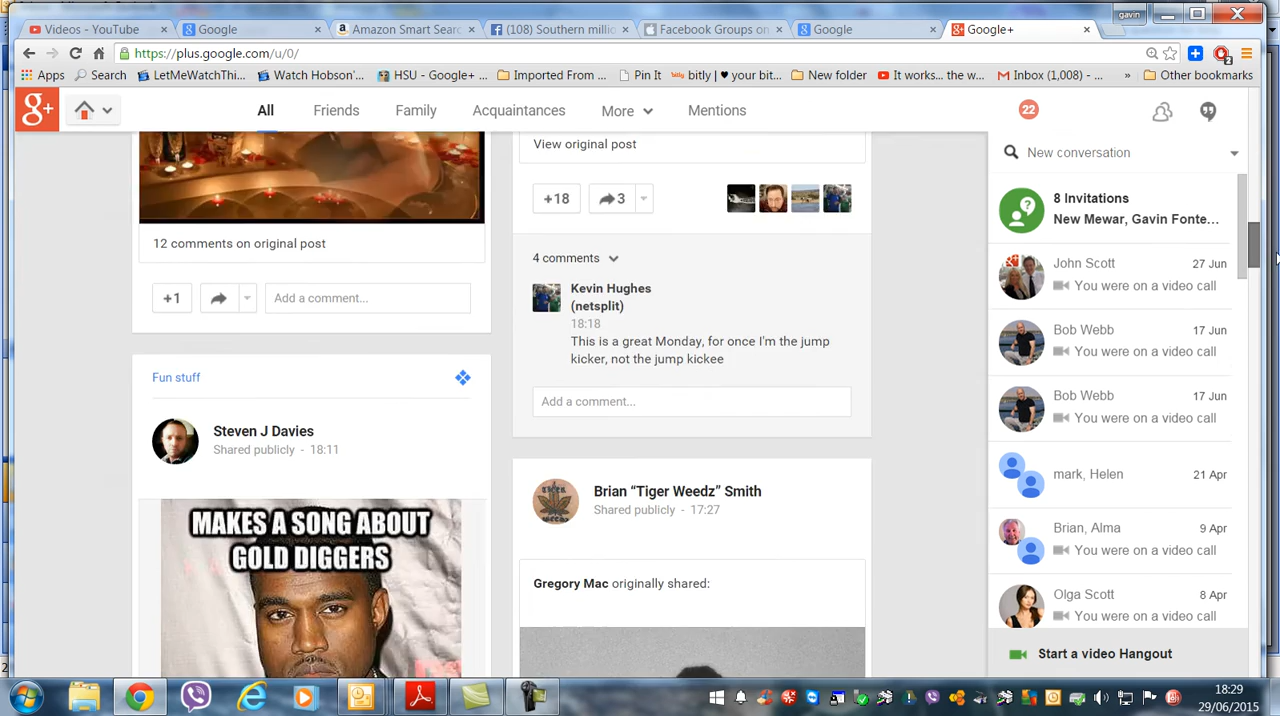 gavin
Videos - YouTube
Google
Amazon Smart Searc
(108) Southern millio
Facebook Groups on
Google
Google+
https://plus.google.com/u/0/
Apps
Search
LetMeWatchThi...
Watch Hobson'...
HSU - Google+ ...
Imported From ...
Pin It
bitly | ♥ your bit...
New folder
It works... the w...
Inbox (1,008) ...
»
Other bookmarks
g+
All
Friends
Family
Acquaintances
More
Mentions
22
12 comments on original post
+1
Add a comment...
Fun stuff
Steven J Davies
Shared publicly - 18:11
MAKES A SONG ABOUT
GOLD DIGGERS
View original post
+18
3
4 comments
Kevin Hughes
(netsplit)
18:18
This is a great Monday, for once I'm the jump
kicker, not the jump kickee
Add a comment...
Brian “Tiger Weedz” Smith
Shared publicly - 17:27
Gregory Mac originally shared:
New conversation
8 Invitations
New Mewar, Gavin Fonte...
John Scott
27 Jun
You were on a video call
Bob Webb
17 Jun
You were on a video call
Bob Webb
17 Jun
You were on a video call
mark, Helen
21 Apr
Brian, Alma
9 Apr
You were on a video call
Olga Scott
8 Apr
You were on a video call
Start a video Hangout
18:29
29/06/2015